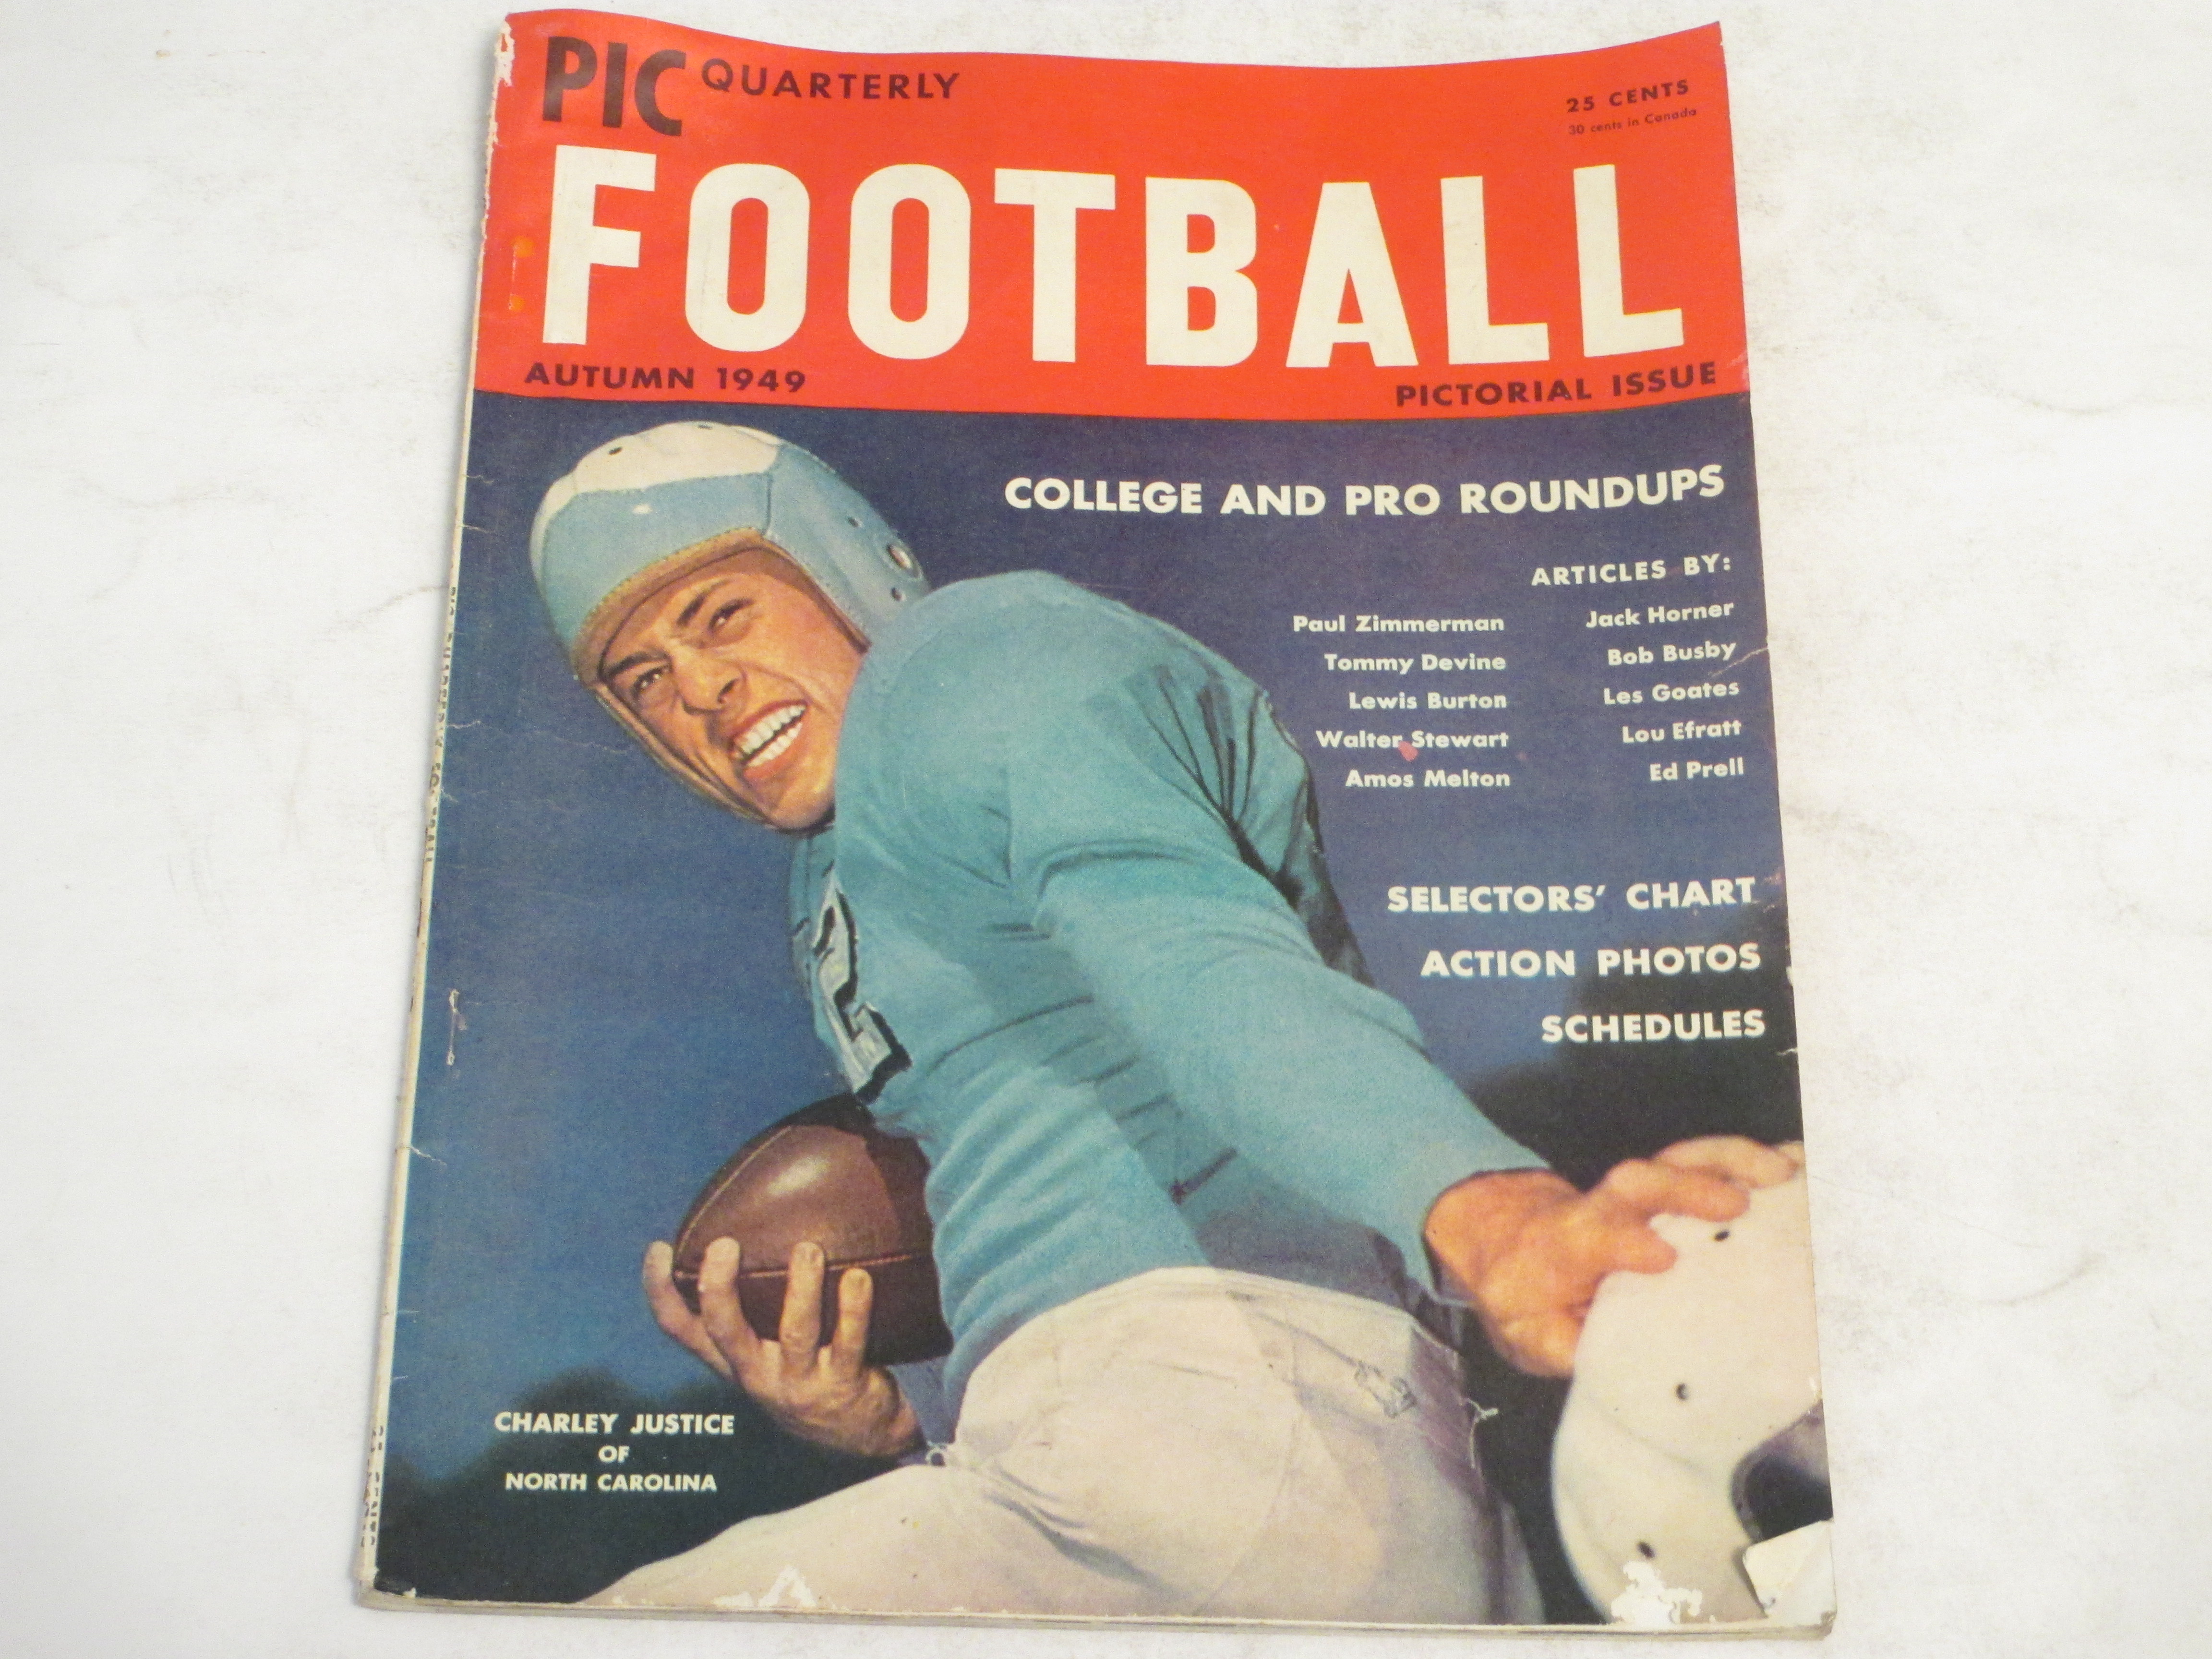 PIC QUARTERLY
25 CENTS
30 cents in Canada
FOOTBALL
AUTUMN 1949
PICTORIAL ISSUE
COLLEGE AND PRO ROUNDUPS
ARTICLES BY:
Paul Zimmerman
Tommy Devine
Lewis Burton
Walter Stewart
Amos Melton
Jack Horner
Bob Busby
Les Goates
Lou Efratt
Ed Prell
SELECTORS' CHART
ACTION PHOTOS
SCHEDULES
2
CHARLEY JUSTICE
OF
NORTH CAROLINA